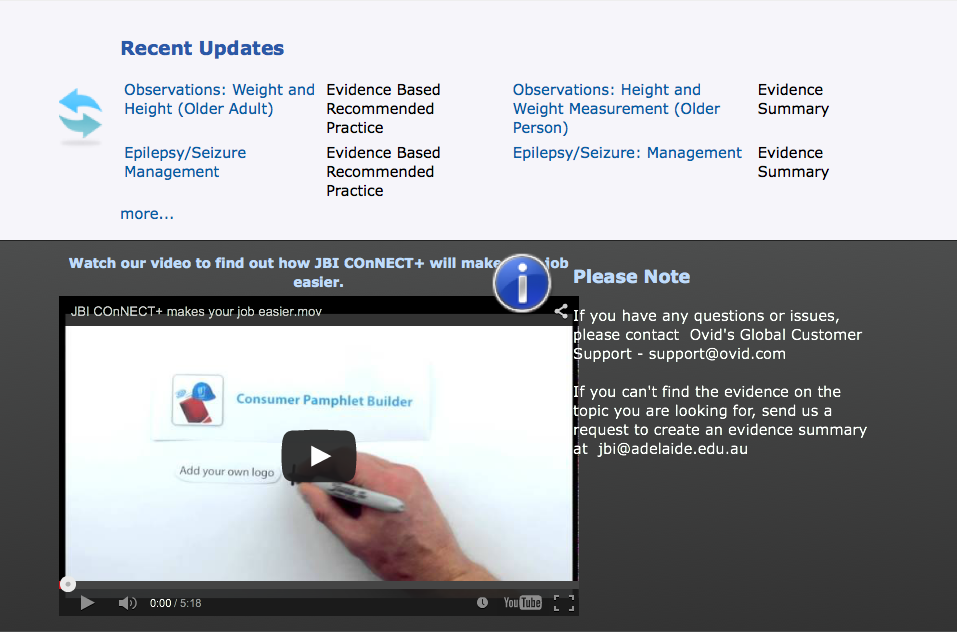 Recent Updates
Observations: Weight and
Height (Older Adult)
Evidence Based
Recommended
Practice
Observations: Height and
Weight Measurement (Older
Person)
Evidence
Summary
Epilepsy/Seizure
Management
Evidence Based
Recommended
Practice
Epilepsy/Seizure: Management
Evidence
Summary
more...
Watch our video to find out how JBI COnNECT+ will make job
easier.
i
JBI COnNECT+ makes your job easier.mov
Consumer Pamphlet Builder
Add your own logo
0:00 / 5:18
YouTube
Please Note
If you have any questions or issues,
please contact Ovid's Global Customer
Support - support@ovid.com
If you can't find the evidence on the
topic you are looking for, send us a
request to create an evidence summary
at jbi@adelaide.edu.au